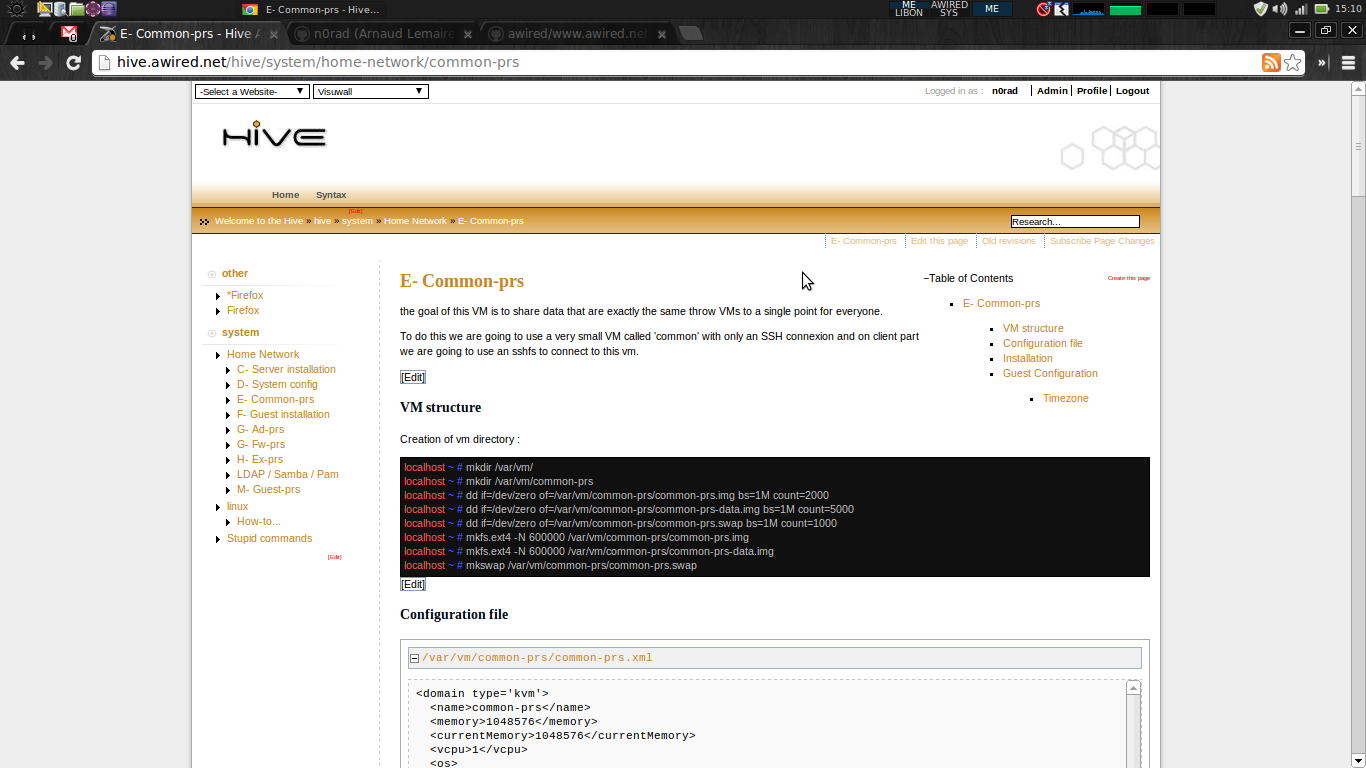 E- Common-prs - Hive...
ME
LIBON
AWIRED
SYS
ME
15:10
E- Common-prs - Hive A
n0rad (Arnaud Lemaire
awired/www.awired.net
hive.awired.net/hive/system/home-network/common-prs
-Select a Website-
Visuwall
Logged in as : n0rad Admin Profile Logout
HIVE
Home Syntax
[Edit]
Welcome to the Hive » hive » system » Home Network » E- Common-prs
Research...
E- Common-prs Edit this page Old revisions Subscribe Page Changes
other
*Firefox
Firefox
system
Home Network
C- Server installation
D- System config
E- Common-prs
F- Guest installation
G- Ad-prs
G- Fw-prs
H- Ex-prs
LDAP / Samba / Pam
M- Guest-prs
linux
How-to...
Stupid commands
[Edit]
E- Common-prs
the goal of this VM is to share data that are exactly the same throw VMs to a single point for everyone.
To do this we are going to use a very small VM called 'common' with only an SSH connexion and on client part
we are going to use an sshfs to connect to this vm.
[Edit]
−Table of Contents
Create this page
E- Common-prs
VM structure
Configuration file
Installation
Guest Configuration
Timezone
VM structure
Creation of vm directory :
localhost ~ # mkdir /var/vm/
localhost ~ # mkdir /var/vm/common-prs
localhost ~ # dd if=/dev/zero of=/var/vm/common-prs/common-prs.img bs=1M count=2000
localhost ~ # dd if=/dev/zero of=/var/vm/common-prs/common-prs-data.img bs=1M count=5000
localhost ~ # dd if=/dev/zero of=/var/vm/common-prs/common-prs.swap bs=1M count=1000
localhost ~ # mkfs.ext4 -N 600000 /var/vm/common-prs/common-prs.img
localhost ~ # mkfs.ext4 -N 600000 /var/vm/common-prs/common-prs-data.img
localhost ~ # mkswap /var/vm/common-prs/common-prs.swap
[Edit]
Configuration file
/var/vm/common-prs/common-prs.xml
<domain type='kvm'>
<name>common-prs</name>
<memory>1048576</memory>
<currentMemory>1048576</currentMemory>
<vcpu>1</vcpu>
<os>